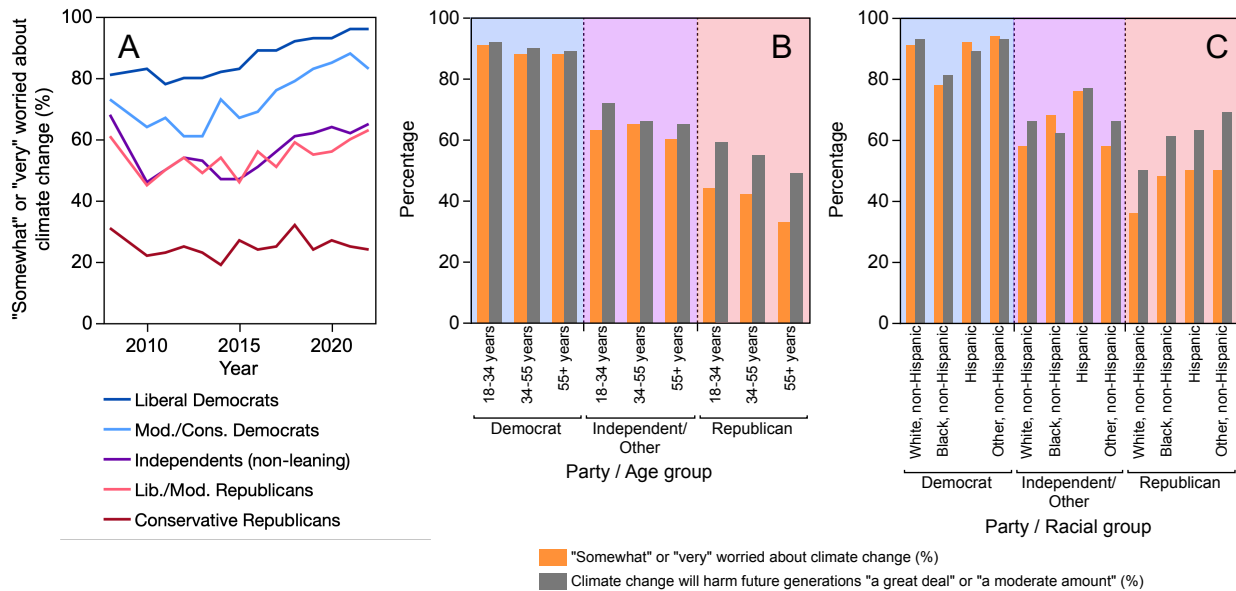 A
"Somewhat" or "very" worried about
climate change (%)
100
80
60
40
20
0
2010
2015
2020
Year
Liberal Democrats
Mod./Cons. Democrats
Independents (non-leaning)
Lib./Mod. Republicans
Conservative Republicans
B
Percentage
100
80
60
40
20
0
18-34 years
34–55 years
55+ years
18-34 years
34-55 years
55+ years
18-34 years
34-55 years
55+ years
Democrat
Independent/
Other
Republican
Party / Age group
C
Percentage
100
80
60
40
20
0
White, non-Hispanic
Black, non-Hispanic
Hispanic
Other, non-Hispanic
White, non-Hispanic
Black, non-Hispanic
Hispanic
Other, non-Hispanic
White, non-Hispanic
Black, non-Hispanic
Hispanic
Other, non-Hispanic
Democrat
Independent/
Other
Republican
Party / Racial group
"Somewhat" or "very" worried about climate change (%)
Climate change will harm future generations "a great deal" or "a moderate amount" (%)